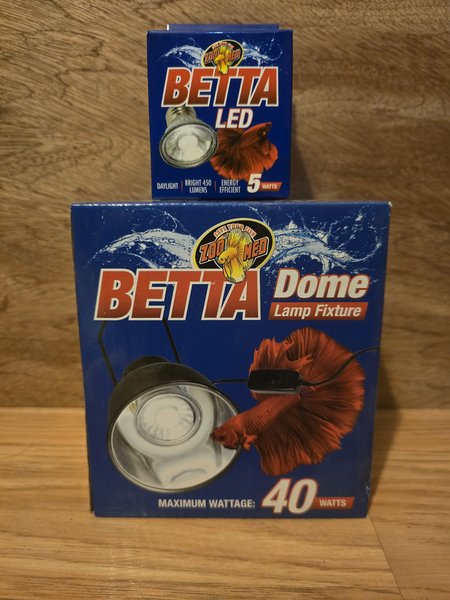 ZOO MED
BETTA
LED
DAYLIGHT
BRIGHT 450
LUMENS
ENERGY
EFFICIENT
5 WATTS
ZOO MED
BETTA
Dome
Lamp Fixture
MAXIMUM WATTAGE: 40 WATTS